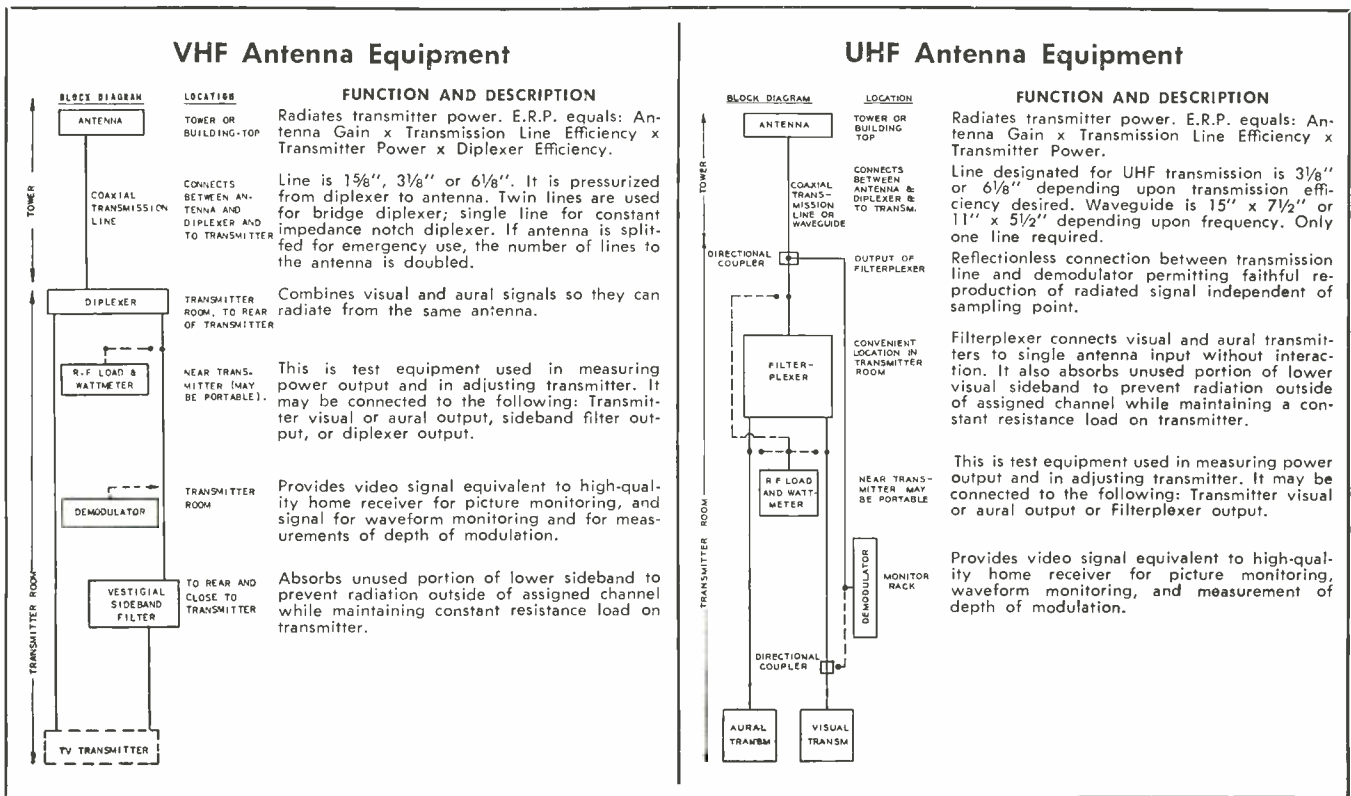 VHF Antenna Equipment
BLOCK DIAGRAM
LOCATION
FUNCTION AND DESCRIPTION
ANTENNA
TOWER OR
BUILDING-TOP
Radiates transmitter power. E.R.P. equals: An-
tenna Gain x Transmission Line Efficiency x
Transmitter Power x Diplexer Efficiency.
TOWER
COAXIAL
TRANSMISSION
LINE
CONNECTS
BETWEEN AN-
TENNA AND
DIPLEXER AND
TO TRANSMITTER
Line is 1⅝", 3⅛" or 6⅛". It is pressurized
from diplexer to antenna. Twin lines are used
for bridge diplexer; single line for constant
impedance notch diplexer. If antenna is split-
fed for emergency use, the number of lines to
the antenna is doubled.
DIPLEXER
TRANSMITTER
ROOM, TO REAR
OF TRANSMITTER
Combines visual and aural signals so they can
radiate from the same antenna.
R-F LOAD &
WATTMETER
NEAR TRANS-
MITTER (MAY
BE PORTABLE).
This is test equipment used in measuring
power output and in adjusting transmitter. It
may be connected to the following: Transmit-
ter visual or aural output, sideband filter out-
put, or diplexer output.
DEMODULATOR
TRANSMITTER
ROOM
Provides video signal equivalent to high-qual-
ity home receiver for picture monitoring, and
signal for waveform monitoring and for meas-
urements of depth of modulation.
TRANSMITTER ROOM
VESTIGIAL
SIDEBAND
FILTER
TO REAR AND
CLOSE TO
TRANSMITTER
Absorbs unused portion of lower sideband to
prevent radiation outside of assigned channel
while maintaining constant resistance load on
transmitter.
TV TRANSMITTER
UHF Antenna Equipment
BLOCK DIAGRAM
LOCATION
FUNCTION AND DESCRIPTION
ANTENNA
TOWER OR
BUILDING
TOP
Radiates transmitter power. E.R.P. equals: An-
tenna Gain x Transmission Line Efficiency x
Transmitter Power.
TOWER
COAXIAL
TRANS-
MISSION
LINE OR
WAVEGUIDE
CONNECTS
BETWEEN
ANTENNA &
DIPLEXER &
TO TRANSM.
Line designated for UHF transmission is 3⅛"
or 6⅛" depending upon transmission effi-
ciency desired. Waveguide is 15" x 7½" or
11" x 5½" depending upon frequency. Only
one line required.
DIRECTIONAL
COUPLER
OUTPUT OF
FILTERPLEXER
Reflectionless connection between transmission
line and demodulator permitting faithful re-
production of radiated signal independent of
sampling point.
FILTER-
PLEXER
CONVENIENT
LOCATION IN
TRANSMITTER
ROOM
Filterplexer connects visual and aural transmit-
ters to single antenna input without interac-
tion. It also absorbs unused portion of lower
visual sideband to prevent radiation outside
of assigned channel while maintaining a con-
stant resistance load on transmitter.
R F LOAD
AND WATT-
METER
NEAR TRANS-
MITTER MAY
BE PORTABLE
This is test equipment used in measuring power
output and in adjusting transmitter. It may be
connected to the following: Transmitter visual
or aural output or Filterplexer output.
TRANSMITTER ROOM
DEMODULATOR
MONITOR
RACK
Provides video signal equivalent to high-qual-
ity home receiver for picture monitoring,
waveform monitoring, and measurement of
depth of modulation.
DIRECTIONAL
COUPLER
AURAL
TRANSM
VISUAL
TRANSM